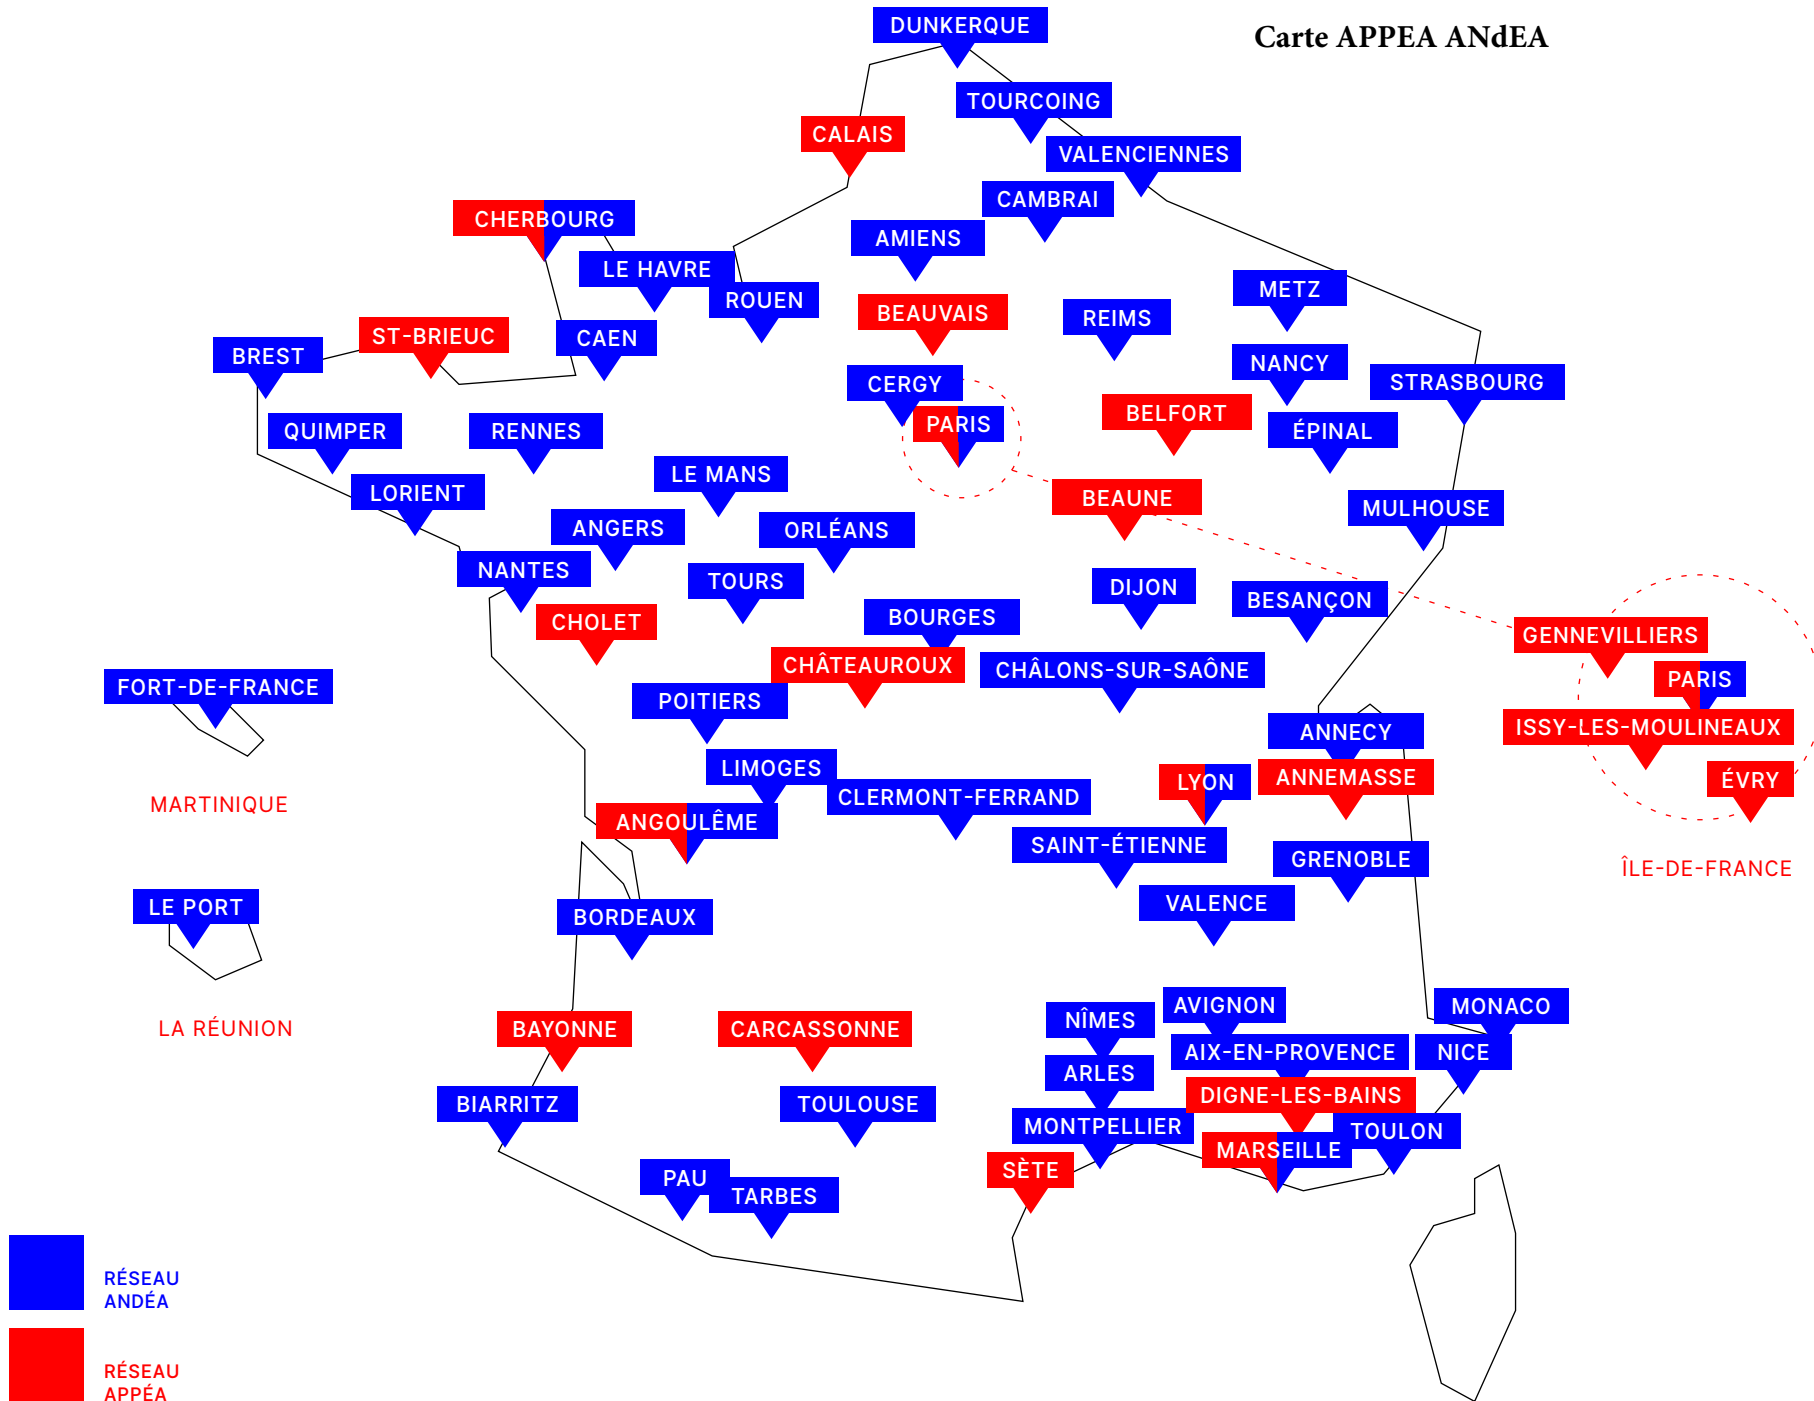 DUNKERQUE
Carte APPEA ANdEA
TOURCOING
CALAIS
VALENCIENNES
CAMBRAI
CHERBOURG
AMIENS
LE HAVRE
METZ
ROUEN
BEAUVAIS
REIMS
ST-BRIEUC
CAEN
BREST
NANCY
CERGY
STRASBOURG
BELFORT
PARIS
QUIMPER
RENNES
ÉPINAL
LE MANS
LORIENT
BEAUNE
MULHOUSE
ANGERS
ORLÉANS
NANTES
TOURS
DIJON
BESANÇON
BOURGES
CHOLET
GENNEVILLIERS
CHÂTEAUROUX
CHÂLONS-SUR-SAÔNE
PARIS
FORT-DE-FRANCE
POITIERS
ISSY-LES-MOULINEAUX
ANNECY
LIMOGES
ANNEMASSE
LYON
ÉVRY
CLERMONT-FERRAND
MARTINIQUE
ANGOULÊME
SAINT-ÉTIENNE
GRENOBLE
ÎLE-DE-FRANCE
VALENCE
LE PORT
BORDEAUX
AVIGNON
MONACO
NÎMES
LA RÉUNION
BAYONNE
CARCASSONNE
AIX-EN-PROVENCE
NICE
ARLES
DIGNE-LES-BAINS
BIARRITZ
TOULOUSE
MONTPELLIER
TOULON
MARSEILLE
SÈTE
PAU
TARBES
RÉSEAU
ANDÉA
RÉSEAU
APPÉA